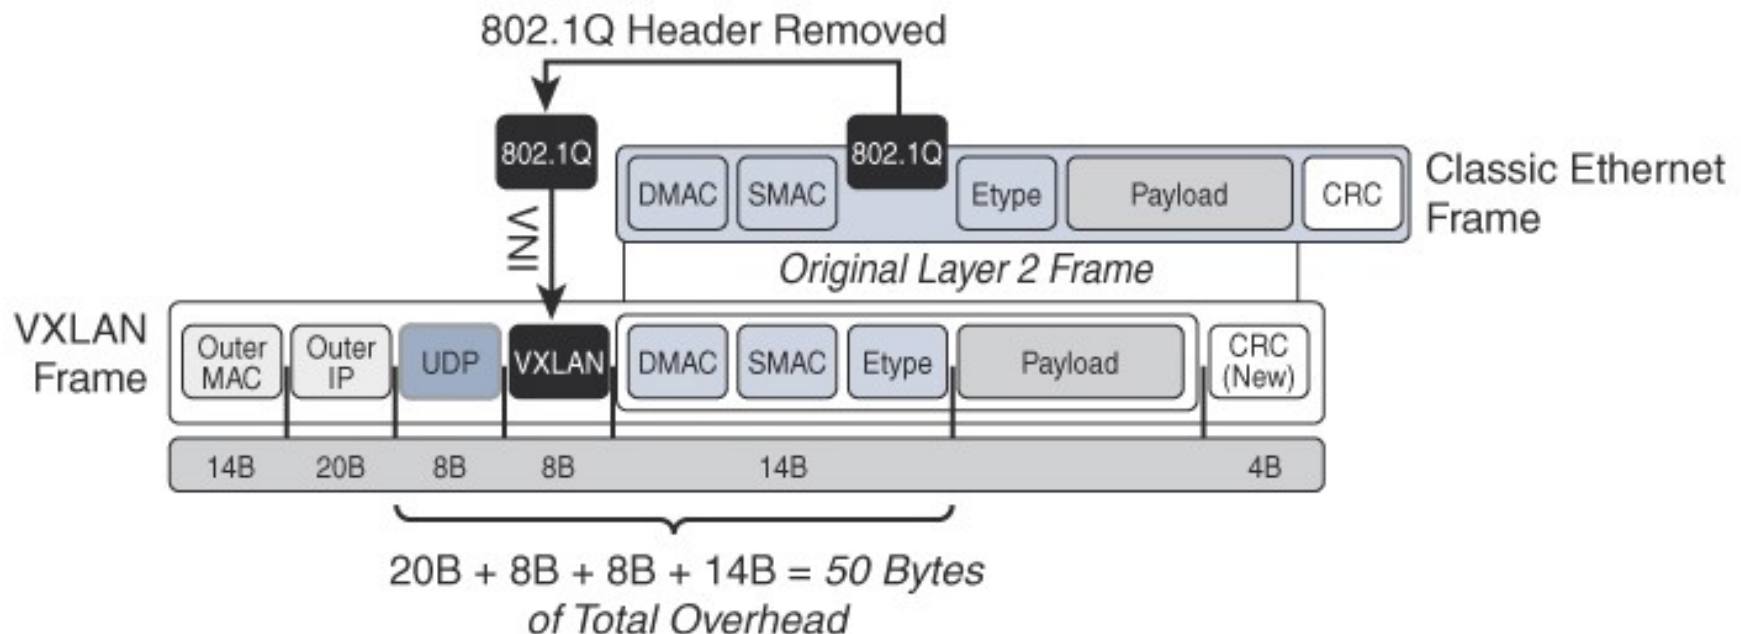 802.1Q Header Removed
802.1Q
802.1Q
DMAC
SMAC
Etype
Payload
CRC
Classic Ethernet
Frame
VNI
Original Layer 2 Frame
VXLAN
Frame
Outer
MAC
Outer
IP
UDP
VXLAN
DMAC
SMAC
Etype
Payload
CRC
(New)
14B
20B
8B
8B
14B
4B
20B + 8B + 8B + 14B = 50 Bytes
of Total Overhead